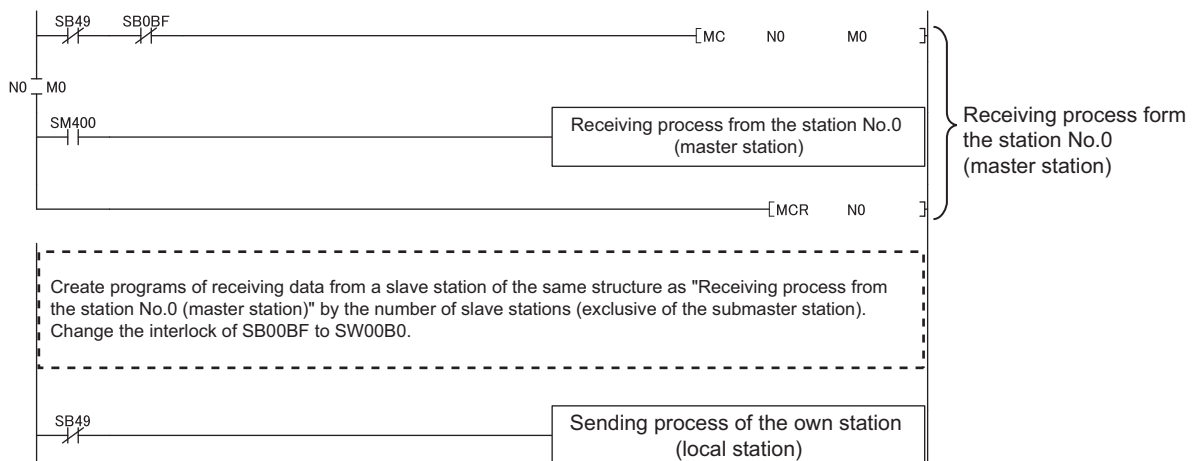 SB49 SB0BF
MC N0 M0
N0 M0
SM400
Receiving process from the station No.0
(master station)
Receiving process form
the station No.0
(master station)
MCR N0
Create programs of receiving data from a slave station of the same structure as "Receiving process from
the station No.0 (master station)" by the number of slave stations (exclusive of the submaster station).
Change the interlock of SB00BF to SW00B0.
SB49
Sending process of the own station
(local station)